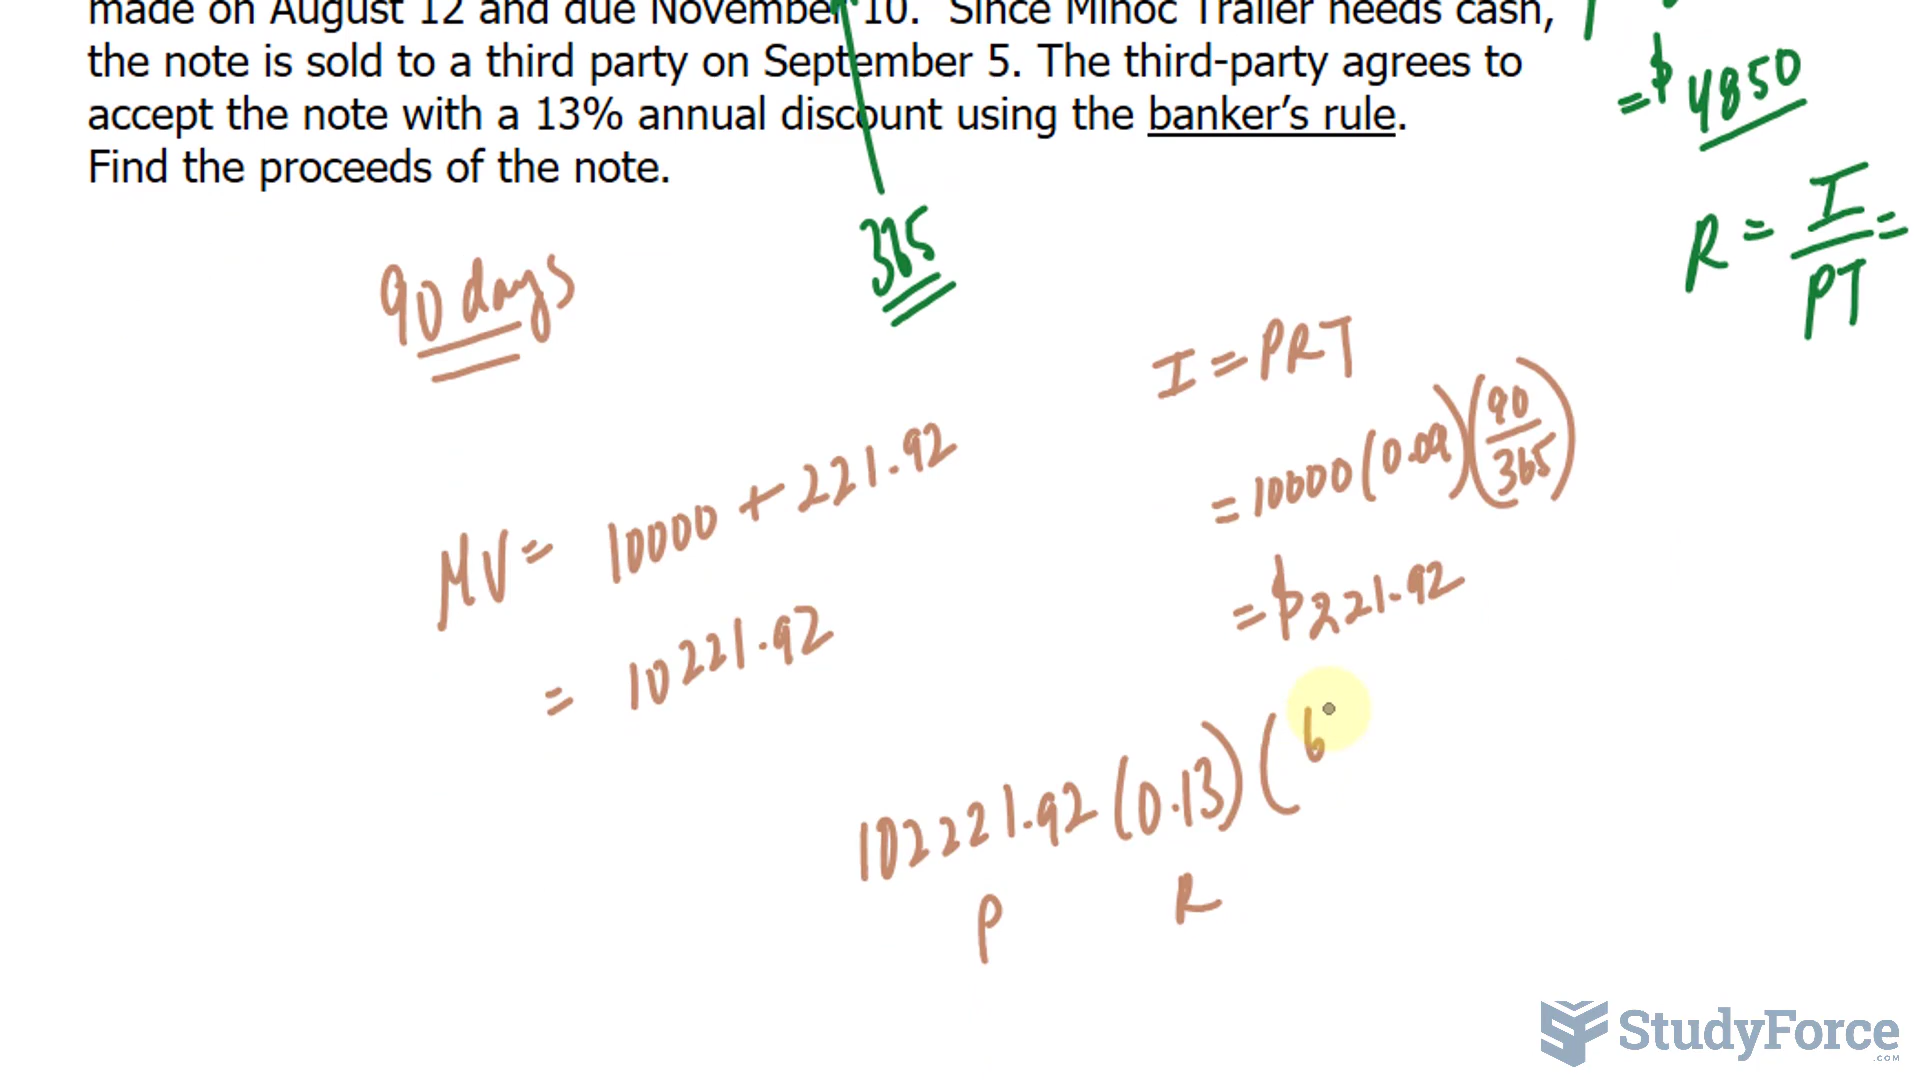 made on August 12 and due November 10. Since Minoc Trailer needs cash,
the note is sold to a third party on September 5. The third-party agrees to
accept the note with a 13% annual discount using the banker's rule.
Find the proceeds of the note.
= $ 4850
R = I/PT =
365
90 days
I = PRT
= 10000 (0.09) (90/365)
= $221.92
MV = 10000 + 221.92
= 10221.92
102221.92 (0.13) ( 6
P R
StudyForce
.COM